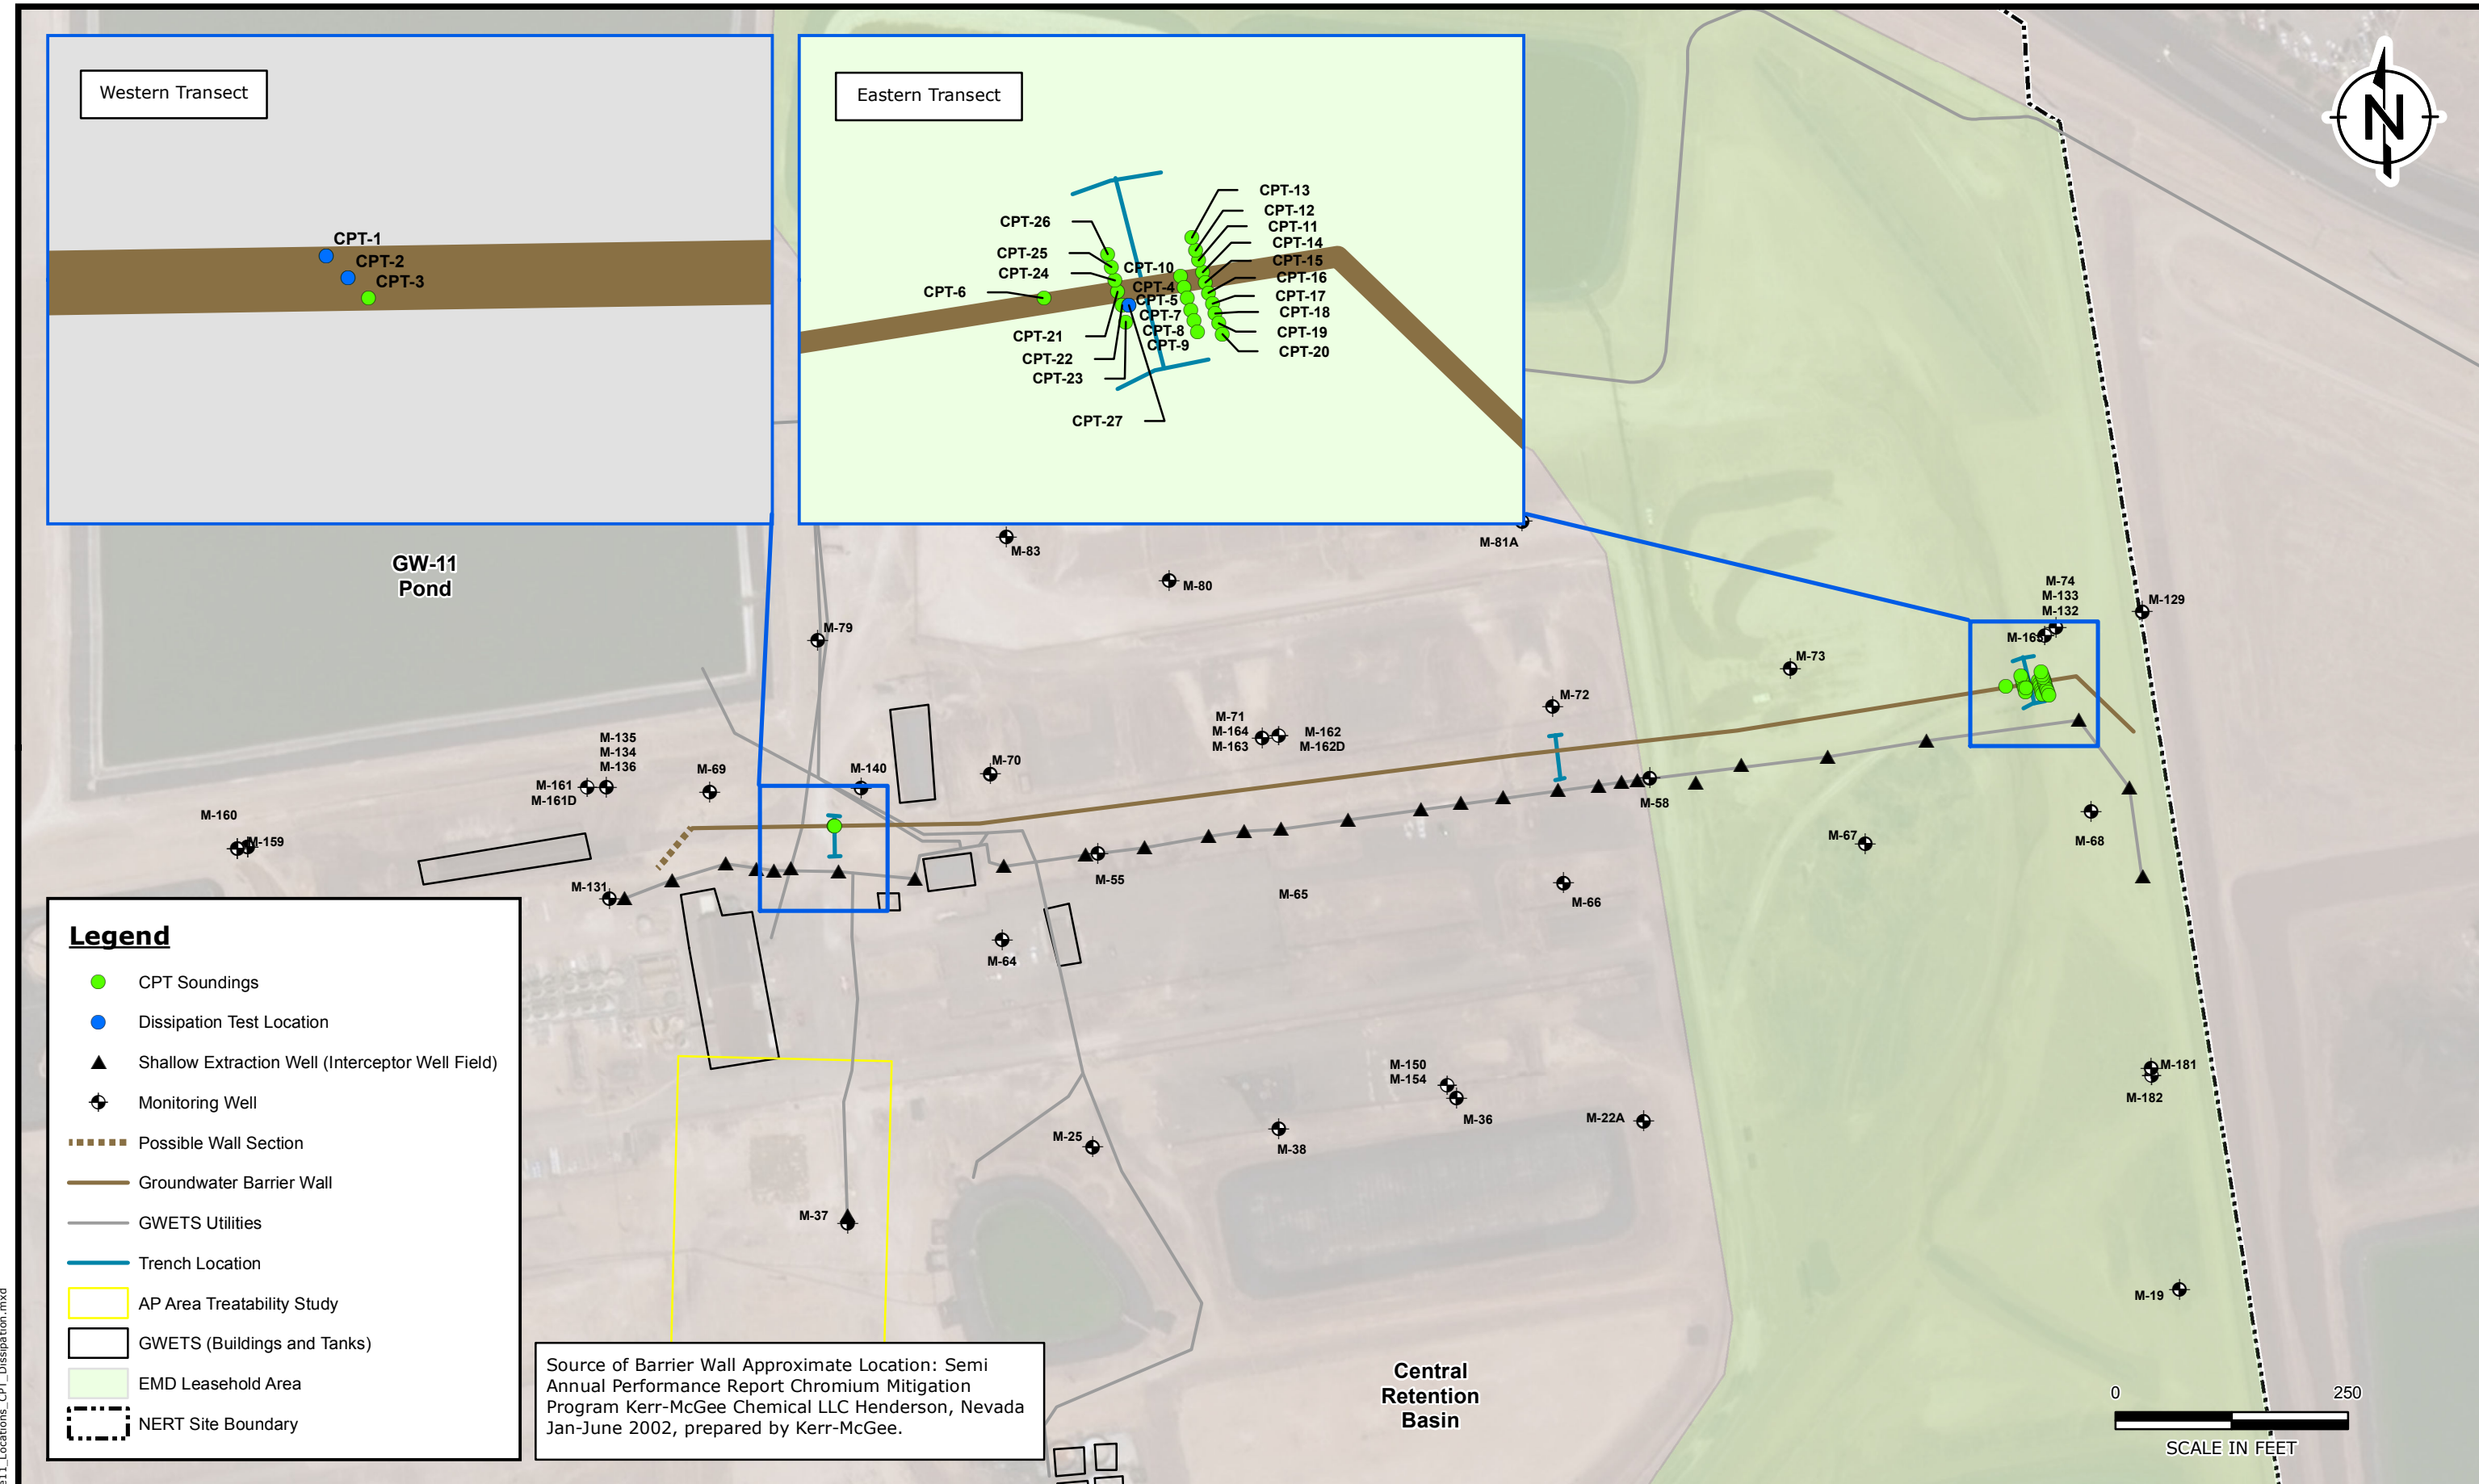 Western Transect
CPT-1
CPT-2
CPT-3
Eastern Transect
CPT-13
CPT-12
CPT-11
CPT-14
CPT-15
CPT-16
CPT-17
CPT-18
CPT-19
CPT-20
CPT-26
CPT-25
CPT-24
CPT-6
CPT-10
CPT-4
CPT-5
CPT-7
CPT-8
CPT-9
CPT-21
CPT-22
CPT-23
CPT-27
N
GW-11
Pond
M-83
M-80
M-81A
M-79
M-74
M-133
M-132
M-129
M-165
M-73
M-72
M-71
M-164
M-163
M-162
M-162D
M-135
M-134
M-136
M-161
M-161D
M-69
M-140
M-70
M-160
M-159
M-131
M-58
M-67
M-68
M-55
M-65
M-66
M-64
M-150
M-154
M-36
M-22A
M-181
M-182
M-25
M-38
M-37
M-19
Central
Retention
Basin
Legend
CPT Soundings
Dissipation Test Location
Shallow Extraction Well (Interceptor Well Field)
Monitoring Well
Possible Wall Section
Groundwater Barrier Wall
GWETS Utilities
Trench Location
AP Area Treatability Study
GWETS (Buildings and Tanks)
EMD Leasehold Area
NERT Site Boundary
Source of Barrier Wall Approximate Location: Semi
Annual Performance Report Chromium Mitigation
Program Kerr-McGee Chemical LLC Henderson, Nevada
Jan-June 2002, prepared by Kerr-McGee.
0 250
SCALE IN FEET